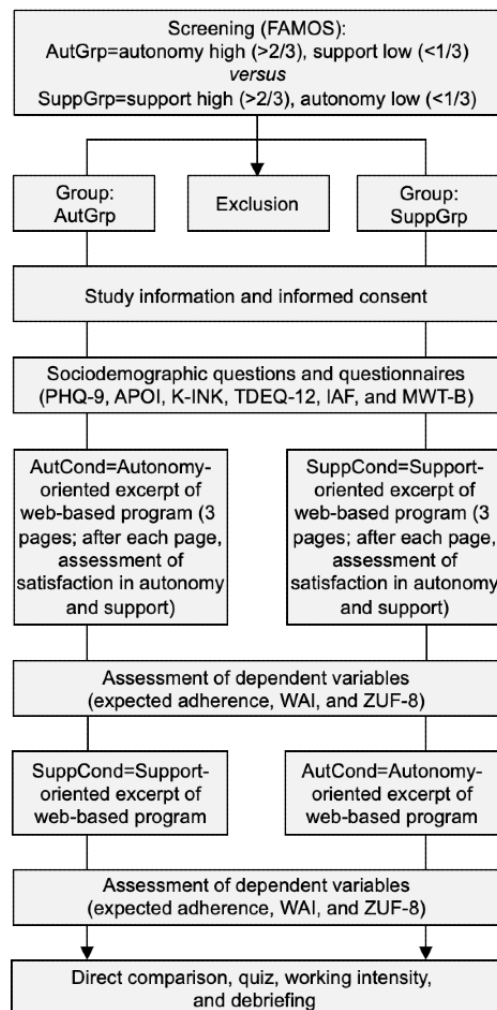 Screening (FAMOS):
AutGrp=autonomy high (>2/3), support low (<1/3)
versus
SuppGrp=support high (>2/3), autonomy low (<1/3)
Group:
AutGrp
Exclusion
Group:
SuppGrp
Study information and informed consent
Sociodemographic questions and questionnaires
(PHQ-9, APOI, K-INK, TDEQ-12, IAF, and MWT-B)
AutCond=Autonomy-
oriented excerpt of
web-based program (3
pages; after each page,
assessment of
satisfaction in autonomy
and support)
SuppCond=Support-
oriented excerpt of
web-based program (3
pages; after each page,
assessment of
satisfaction in autonomy
and support)
Assessment of dependent variables
(expected adherence, WAI, and ZUF-8)
SuppCond=Support-
oriented excerpt of
web-based program
AutCond=Autonomy-
oriented excerpt of
web-based program
Assessment of dependent variables
(expected adherence, WAI, and ZUF-8)
Direct comparison, quiz, working intensity,
and debriefing